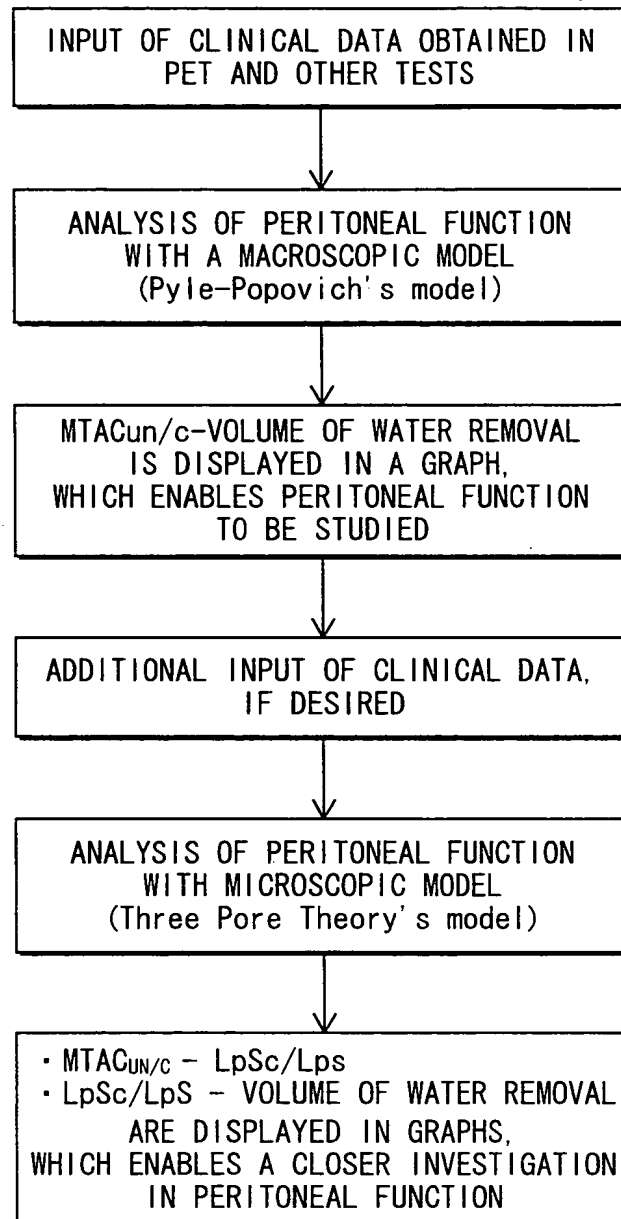 INPUT OF CLINICAL DATA OBTAINED IN
PET AND OTHER TESTS
ANALYSIS OF PERITONEAL FUNCTION
WITH A MACROSCOPIC MODEL
(Pyle-Popovich's model)
MTACun/c-VOLUME OF WATER REMOVAL
IS DISPLAYED IN A GRAPH,
WHICH ENABLES PERITONEAL FUNCTION
TO BE STUDIED
ADDITIONAL INPUT OF CLINICAL DATA,
IF DESIRED
ANALYSIS OF PERITONEAL FUNCTION
WITH MICROSCOPIC MODEL
(Three Pore Theory's model)
・MTACUN/C - LpSc/Lps
・LpSc/LpS - VOLUME OF WATER REMOVAL
ARE DISPLAYED IN GRAPHS,
WHICH ENABLES A CLOSER INVESTIGATION
IN PERITONEAL FUNCTION